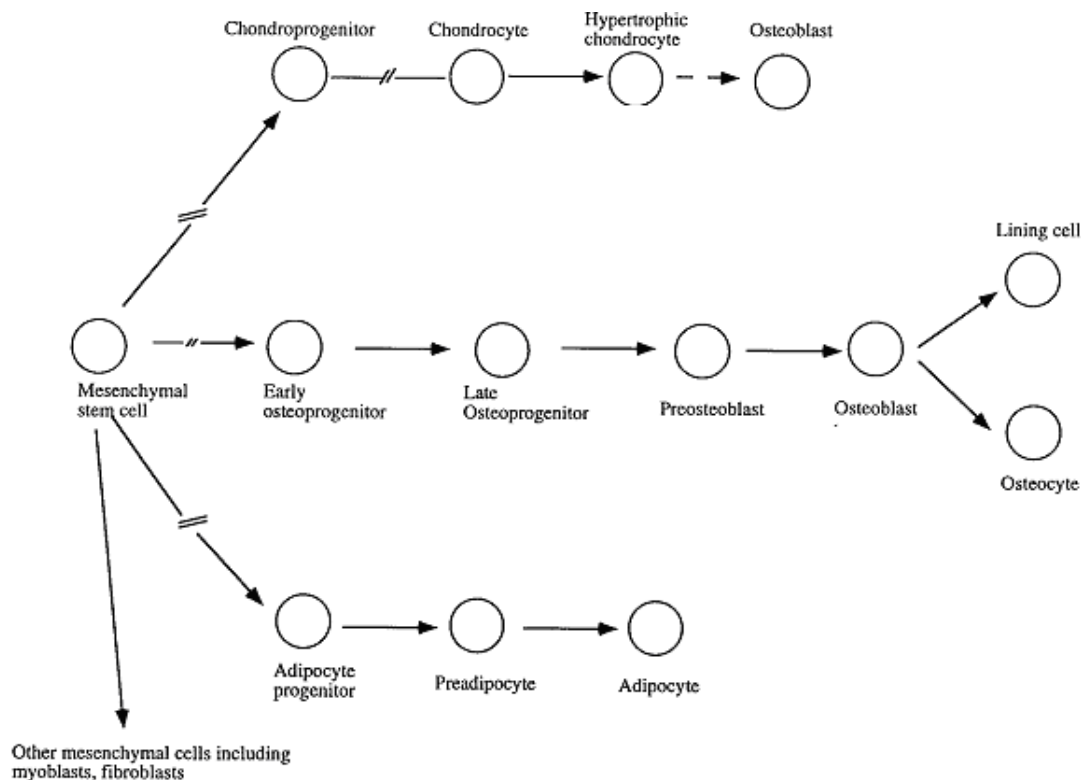 Chondroprogenitor
Chondrocyte
Hypertrophic
chondrocyte
Osteoblast
Lining cell
Mesenchymal
stem cell
Early
osteoprogenitor
Late
Osteoprogenitor
Preosteoblast
Osteoblast
Osteocyte
Adipocyte
progenitor
Preadipocyte
Adipocyte
Other mesenchymal cells including
myoblasts, fibroblasts